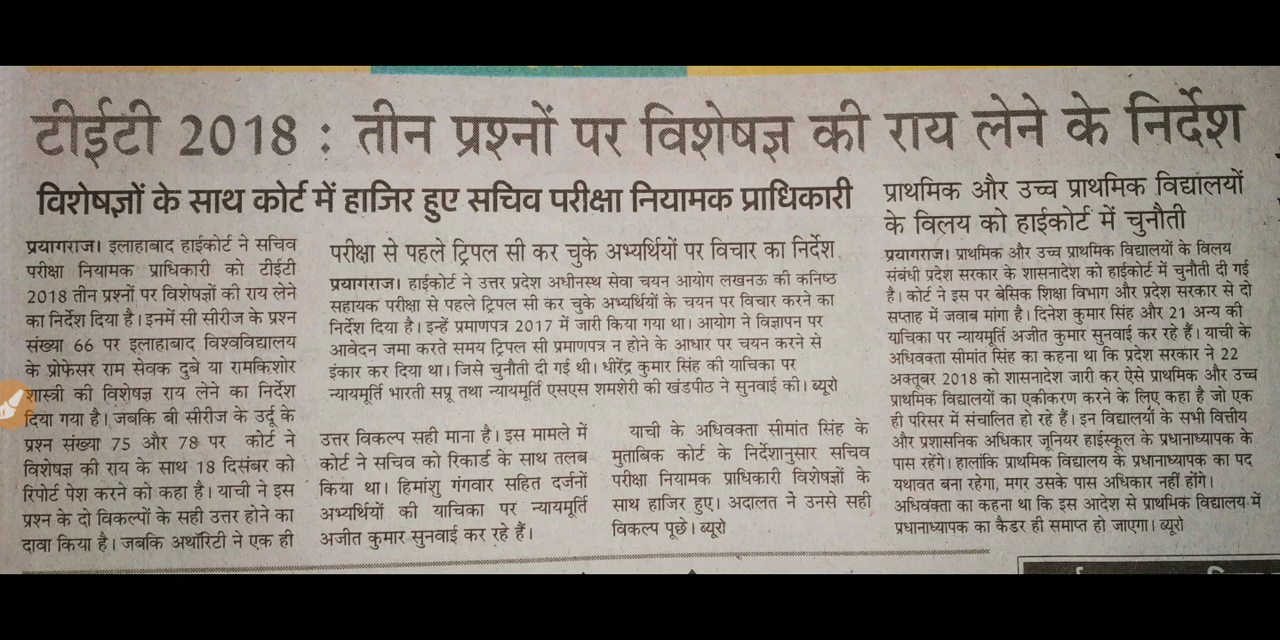 टीईटी 2018 : तीन प्रश्नों पर विशेषज्ञ की राय लेने के निर्देश
विशेषज्ञों के साथ कोर्ट में हाजिर हुए सचिव परीक्षा नियामक प्राधिकारी
प्रयागराज। इलाहाबाद हाईकोर्ट ने सचिव
परीक्षा नियामक प्राधिकारी को टीईटी
2018 तीन प्रश्नों पर विशेषज्ञों की राय लेने
का निर्देश दिया है। इनमें सी सीरीज के प्रश्न
संख्या 66 पर इलाहाबाद विश्वविद्यालय
के प्रोफेसर राम सेवक दुबे या रामकिशोर
शास्त्री की विशेषज्ञ राय लेने का निर्देश
दिया गया है। जबकि बी सीरीज के उर्दू के
प्रश्न संख्या 75 और 78 पर कोर्ट ने
विशेषज्ञ की राय के साथ 18 दिसंबर को
रिपोर्ट पेश करने को कहा है। याची ने इस
प्रश्न के दो विकल्पों के सही उत्तर होने का
दावा किया है। जबकि अथॉरिटी ने एक ही
उत्तर विकल्प सही माना है। इस मामले में
कोर्ट ने सचिव को रिकार्ड के साथ तलब
किया था। हिमांशु गंगवार सहित दर्जनों
अभ्यर्थियों की याचिका पर न्यायमूर्ति
अजीत कुमार सुनवाई कर रहे हैं।
याची के अधिवक्ता सीमांत सिंह के
मुताबिक कोर्ट के निर्देशानुसार सचिव
परीक्षा नियामक प्राधिकारी विशेषज्ञों के
साथ हाजिर हुए। अदालत ने उनसे सही
विकल्प पूछे। ब्यूरो
परीक्षा से पहले ट्रिपल सी कर चुके अभ्यर्थियों पर विचार का निर्देश
प्रयागराज। हाईकोर्ट ने उत्तर प्रदेश अधीनस्थ सेवा चयन आयोग लखनऊ की कनिष्ठ
सहायक परीक्षा से पहले ट्रिपल सी कर चुके अभ्यर्थियों के चयन पर विचार करने का
निर्देश दिया है। इन्हें प्रमाणपत्र 2017 में जारी किया गया था। आयोग ने विज्ञापन पर
आवेदन जमा करते समय ट्रिपल सी प्रमाणपत्र न होने के आधार पर चयन करने से
इंकार कर दिया था। जिसे चुनौती दी गई थी। धीरेंद्र कुमार सिंह की याचिका पर
न्यायमूर्ति भारती सप्रू तथा न्यायमूर्ति एसएस शमशेरी की खंडपीठ ने सुनवाई की। ब्यूरो
प्राथमिक और उच्च प्राथमिक विद्यालयों
के विलय को हाईकोर्ट में चुनौती
प्रयागराज। प्राथमिक और उच्च प्राथमिक विद्यालयों के विलय
संबंधी प्रदेश सरकार के शासनादेश को हाईकोर्ट में चुनौती दी गई
है। कोर्ट ने इस पर बेसिक शिक्षा विभाग और प्रदेश सरकार से दो
सप्ताह में जवाब मांगा है। दिनेश कुमार सिंह और 21 अन्य की
याचिका पर न्यायमूर्ति अजीत कुमार सुनवाई कर रहे हैं। याची के
अधिवक्ता सीमांत सिंह का कहना था कि प्रदेश सरकार ने 22
अक्तूबर 2018 को शासनादेश जारी कर ऐसे प्राथमिक और उच्च
प्राथमिक विद्यालयों का एकीकरण करने के लिए कहा है जो एक
ही परिसर में संचालित हो रहे हैं। इन विद्यालयों के सभी वित्तीय
और प्रशासनिक अधिकार जूनियर हाईस्कूल के प्रधानाध्यापक के
पास रहेंगे। हालांकि प्राथमिक विद्यालय के प्रधानाध्यापक का पद
यथावत बना रहेगा, मगर उसके पास अधिकार नहीं होंगे।
अधिवक्ता का कहना था कि इस आदेश से प्राथमिक विद्यालय में
प्रधानाध्यापक का कैडर ही समाप्त हो जाएगा। ब्यूरो